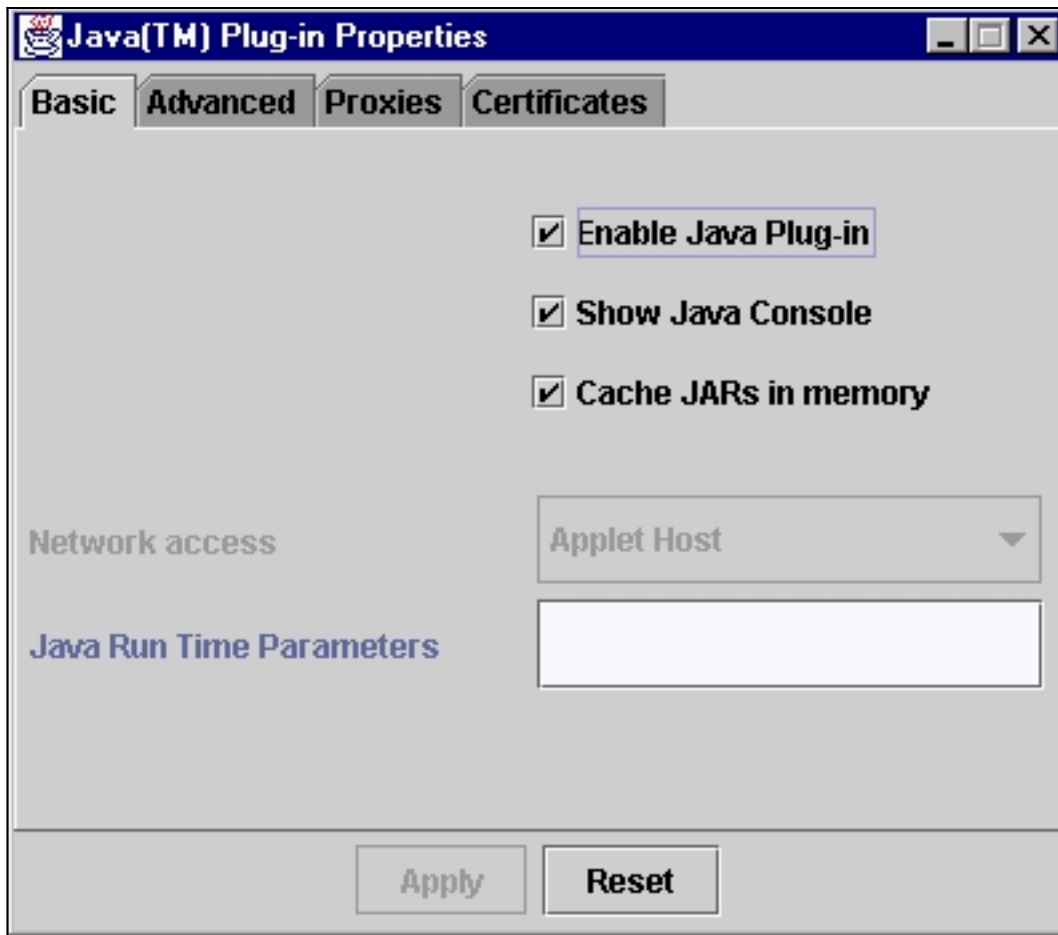 Java(TM) Plug-in Properties
Basic Advanced Proxies Certificates
Enable Java Plug-in
Show Java Console
Cache JARs in memory
Network access Applet Host
Java Run Time Parameters
Apply Reset